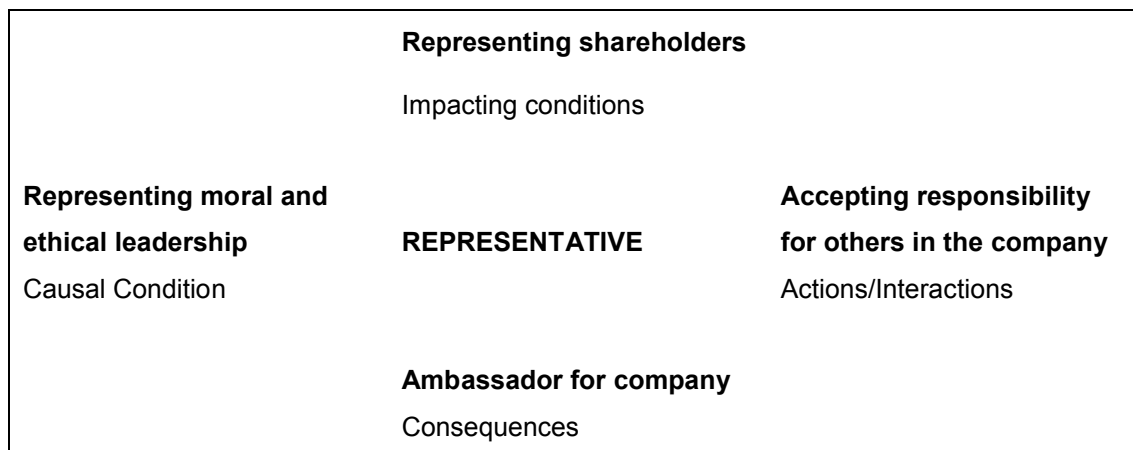 Representing shareholders
Impacting conditions
Representing moral and
ethical leadership
Causal Condition
REPRESENTATIVE
Accepting responsibility
for others in the company
Actions/Interactions
Ambassador for company
Consequences